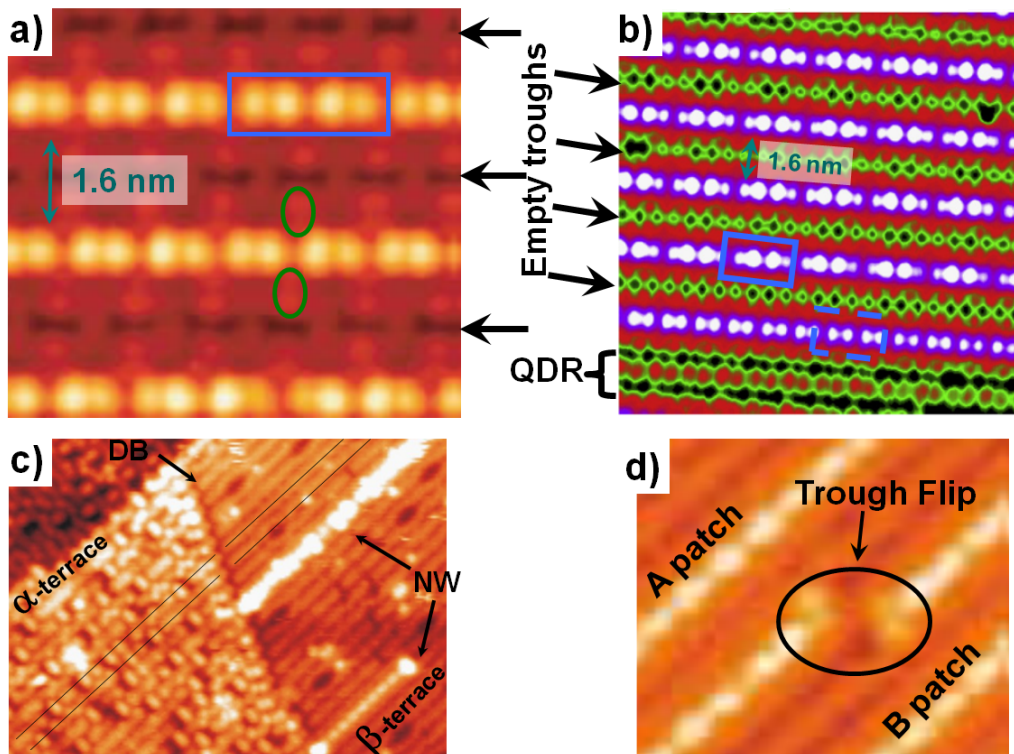 a)
1.6 nm
Empty troughs
b)
1.6 nm
QDR
c)
DB
α-terrace
NW
β-terrace
d)
Trough Flip
A patch
B patch